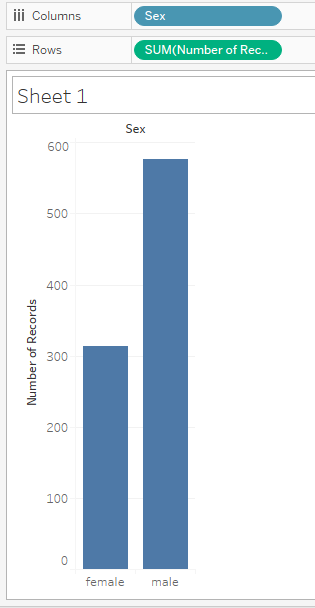 Columns
Sex
Rows
SUM(Number of Rec..
Sheet 1
Sex
600
500
400
300
200
100
0
Number of Records
female male